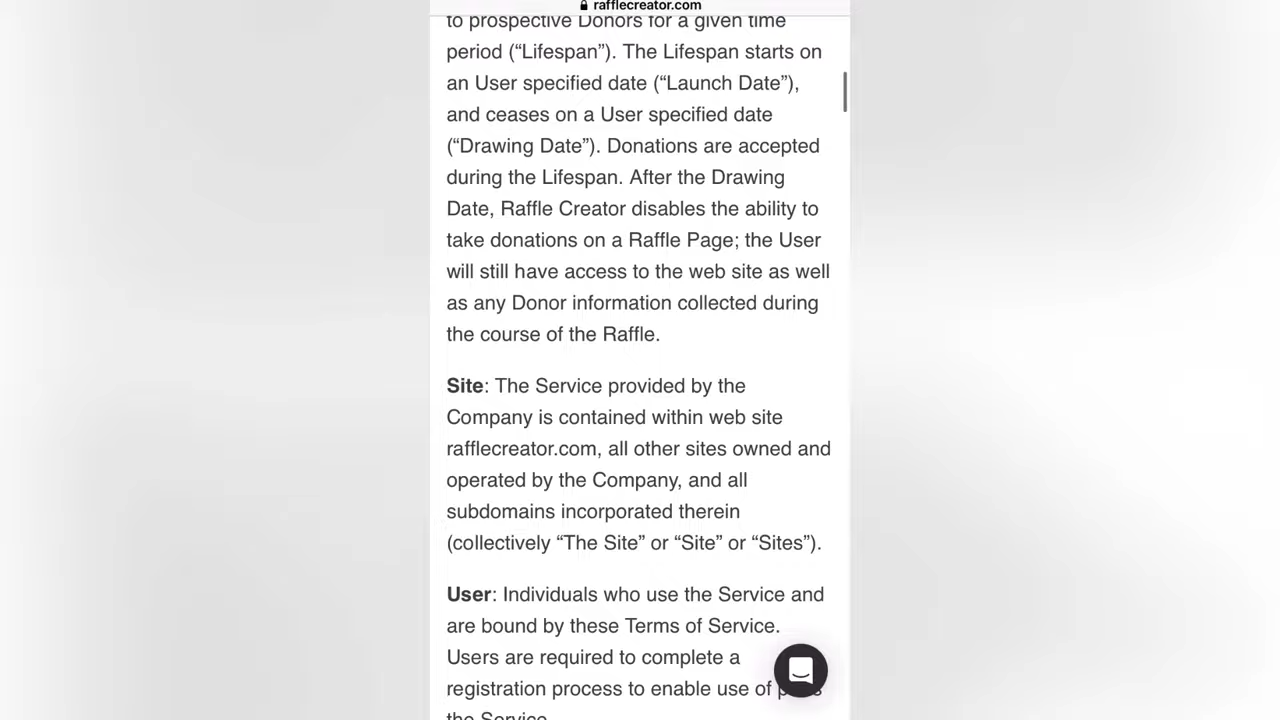 rafflecreator.com
to prospective Donors for a given time
period (“Lifespan”). The Lifespan starts on
an User specified date (“Launch Date”),
and ceases on a User specified date
(“Drawing Date”). Donations are accepted
during the Lifespan. After the Drawing
Date, Raffle Creator disables the ability to
take donations on a Raffle Page; the User
will still have access to the web site as well
as any Donor information collected during
the course of the Raffle.
Site: The Service provided by the
Company is contained within web site
rafflecreator.com, all other sites owned and
operated by the Company, and all
subdomains incorporated therein
(collectively “The Site” or “Site” or “Sites”).
User: Individuals who use the Service and
are bound by these Terms of Service.
Users are required to complete a
registration process to enable use of
the Service